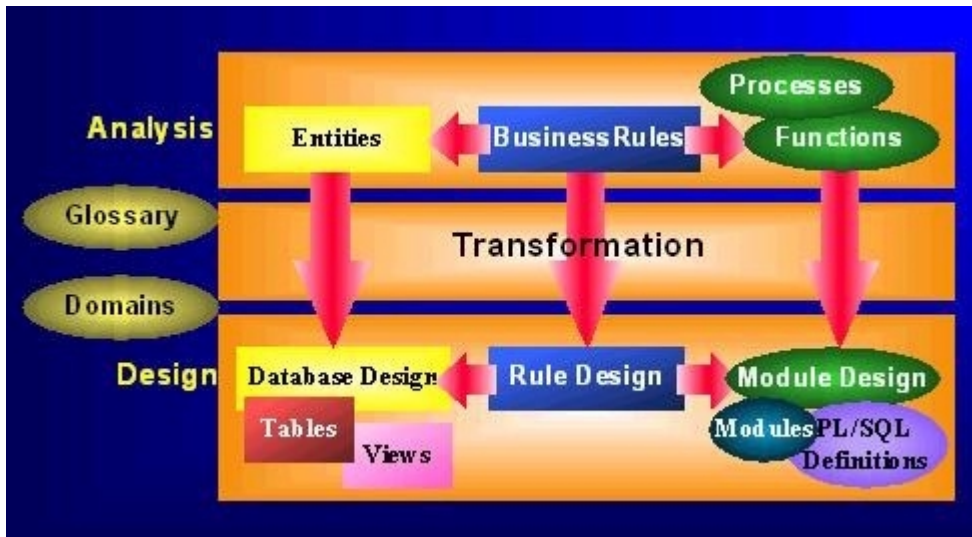 Processes
Analysis
Entities
Business Rules
Functions
Glossary
Transformation
Domains
Design
Database Design
Rule Design
Module Design
Tables
Views
Modules
PL/SQL
Definitions